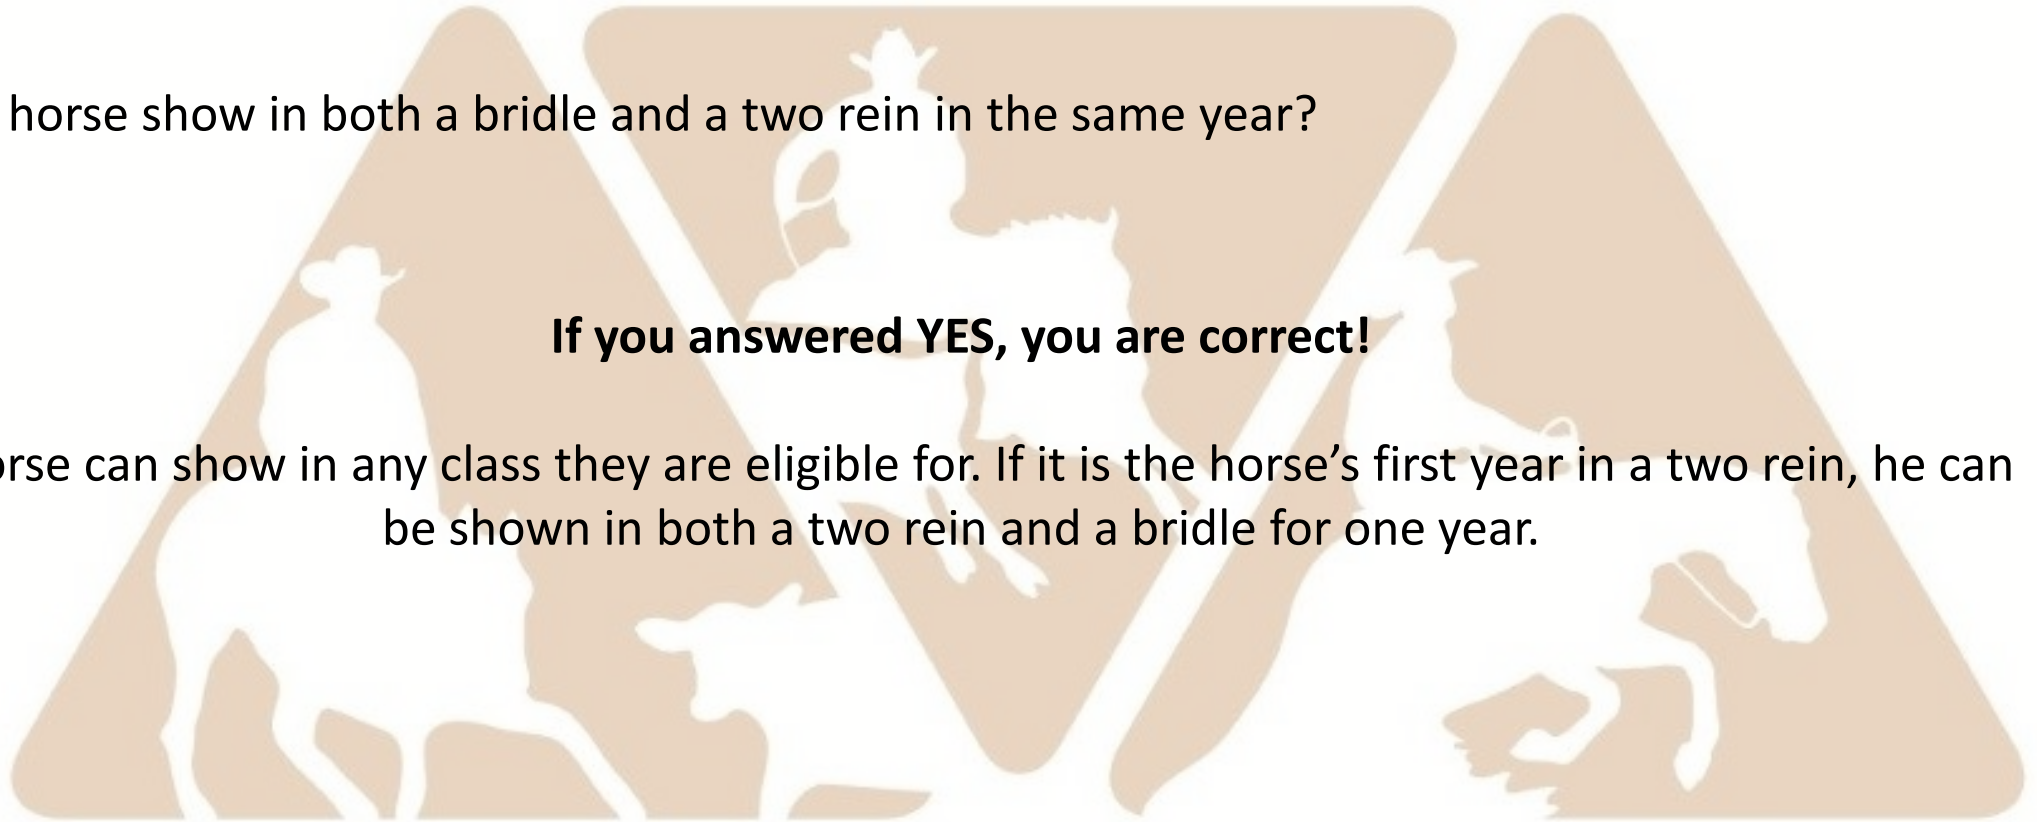 horse show in both a bridle and a two rein in the same year?
If you answered YES, you are correct!
orse can show in any class they are eligible for. If it is the horse’s first year in a two rein, he can
be shown in both a two rein and a bridle for one year.